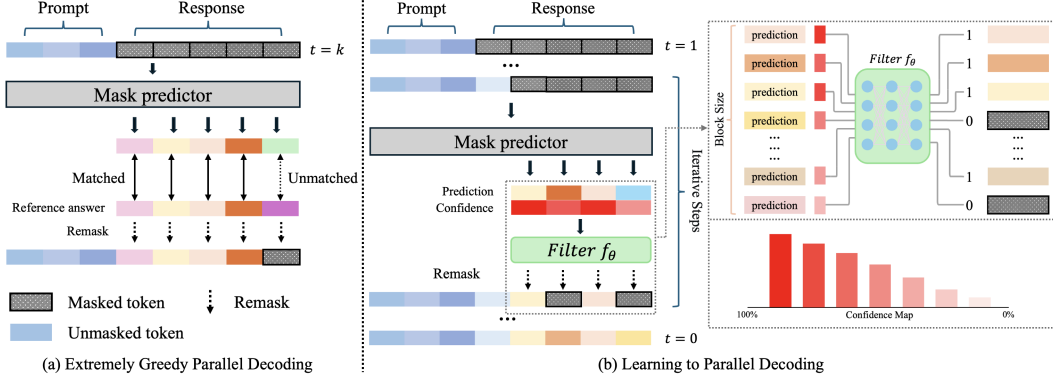 Prompt
Response
t = k
Mask predictor
Matched
Unmatched
Reference answer
Remask
Masked token
Remask
Unmasked token
(a) Extremely Greedy Parallel Decoding
Prompt
Response
t = 1
...
Mask predictor
Prediction
Confidence
Filter fθ
Remask
Iterative Steps
...
t = 0
Block Size
prediction
prediction
prediction
prediction
...
prediction
prediction
Filter fθ
1
1
1
0
...
1
0
...
100%
Confidence Map
0%
(b) Learning to Parallel Decoding